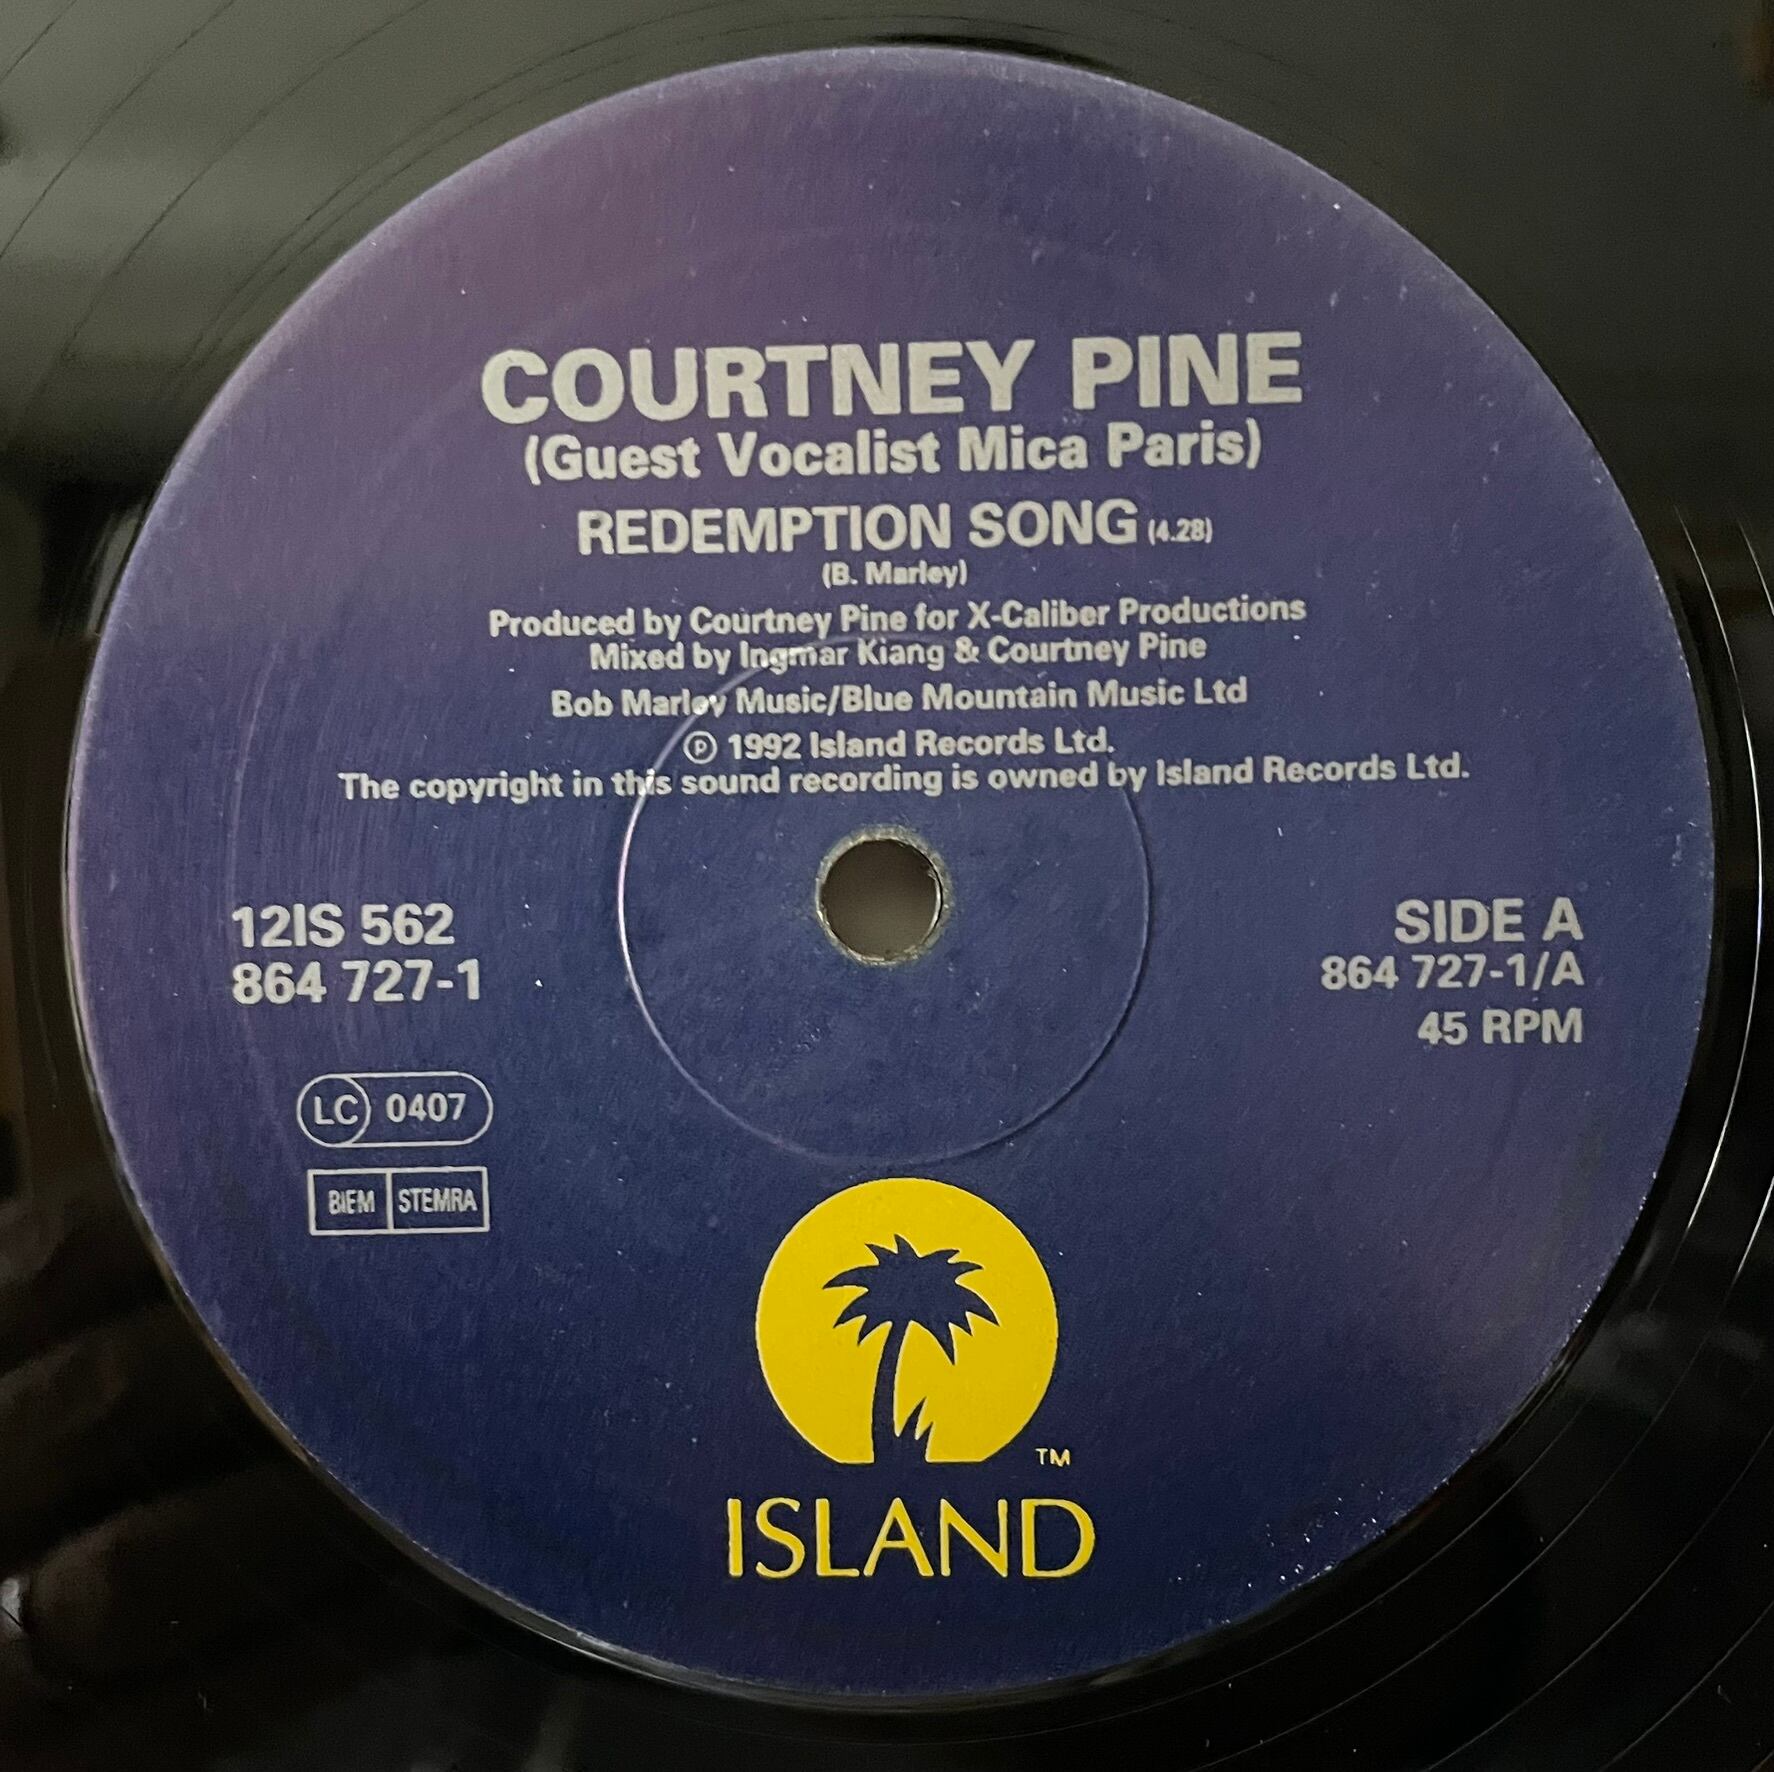 COURTNEY PINE
(Guest Vocalist Mica Paris)
REDEMPTION SONG (4.28)
(B. Marley)
Produced by Courtney Pine for X-Caliber Productions
Mixed by Ingmar Kiang & Courtney Pine
Bob Marley Music/Blue Mountain Music Ltd
℗ 1992 Island Records Ltd.
The copyright in this sound recording is owned by Island Records Ltd.
12IS 562
864 727-1
SIDE A
864 727-1/A
45 RPM
LC 0407
BIEM STEMRA
TM
ISLAND